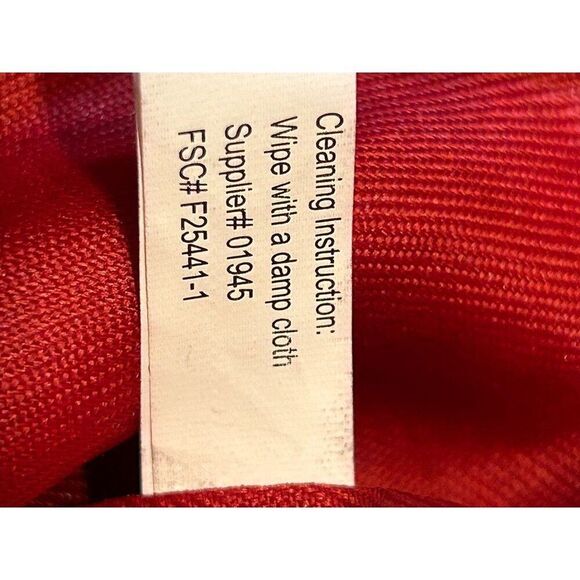 Cleaning Instruction:
Wipe with a damp cloth
Supplier# 01945
FSC# F25441-1